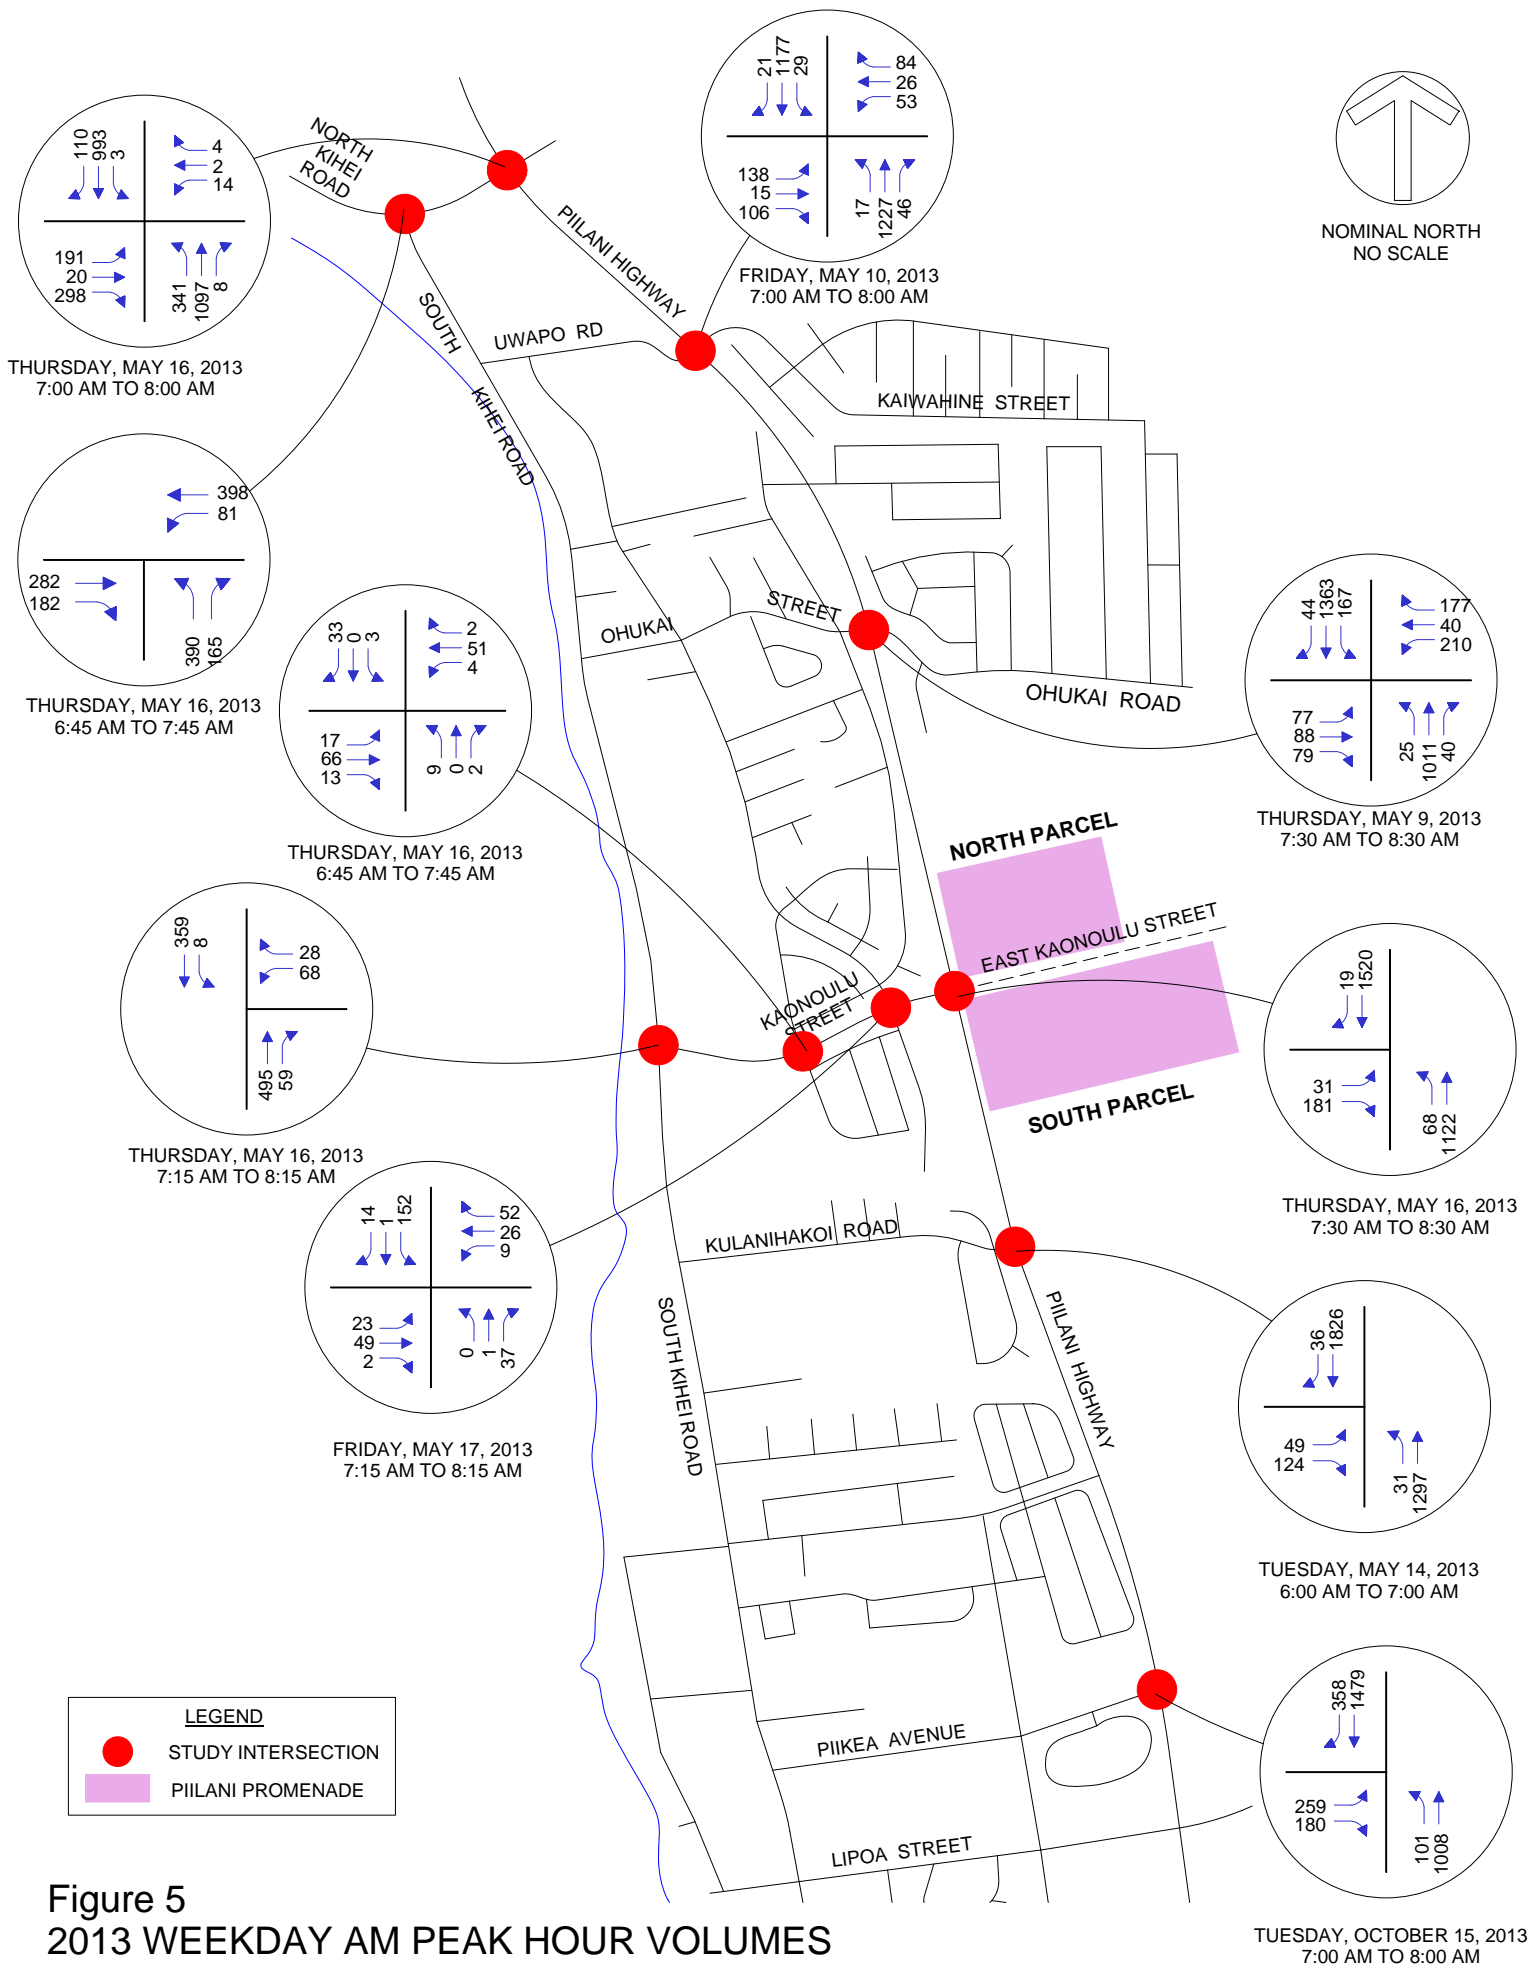 21
1177
29
84
26
53
138
15
106
17
1227
46
FRIDAY, MAY 10, 2013
7:00 AM TO 8:00 AM
NOMINAL NORTH
NO SCALE
110
993
3
4
2
14
191
20
298
341
1097
8
THURSDAY, MAY 16, 2013
7:00 AM TO 8:00 AM
NORTH
KIHEI
ROAD
PIILANI HIGHWAY
SOUTH
KIHEI ROAD
UWAPO RD
KAIWAHINE STREET
398
81
282
182
390
165
THURSDAY, MAY 16, 2013
6:45 AM TO 7:45 AM
33
0
3
2
51
4
17
66
13
9
0
2
THURSDAY, MAY 16, 2013
6:45 AM TO 7:45 AM
OHUKAI
STREET
OHUKAI ROAD
44
1363
167
177
40
210
77
88
79
25
1011
40
THURSDAY, MAY 9, 2013
7:30 AM TO 8:30 AM
NORTH PARCEL
EAST KAONOULU STREET
KAONOULU
STREET
SOUTH PARCEL
359
8
28
68
495
59
THURSDAY, MAY 16, 2013
7:15 AM TO 8:15 AM
19
1520
31
181
68
1122
THURSDAY, MAY 16, 2013
7:30 AM TO 8:30 AM
14
1
152
52
26
9
23
49
2
0
1
37
FRIDAY, MAY 17, 2013
7:15 AM TO 8:15 AM
KULANIHAKOI ROAD
SOUTH KIHEI ROAD
PIILANI HIGHWAY
36
1826
49
124
31
1297
TUESDAY, MAY 14, 2013
6:00 AM TO 7:00 AM
358
1479
259
180
101
1008
TUESDAY, OCTOBER 15, 2013
7:00 AM TO 8:00 AM
PIIKEA AVENUE
LIPOA STREET
LEGEND
STUDY INTERSECTION
PIILANI PROMENADE
Figure 5
2013 WEEKDAY AM PEAK HOUR VOLUMES